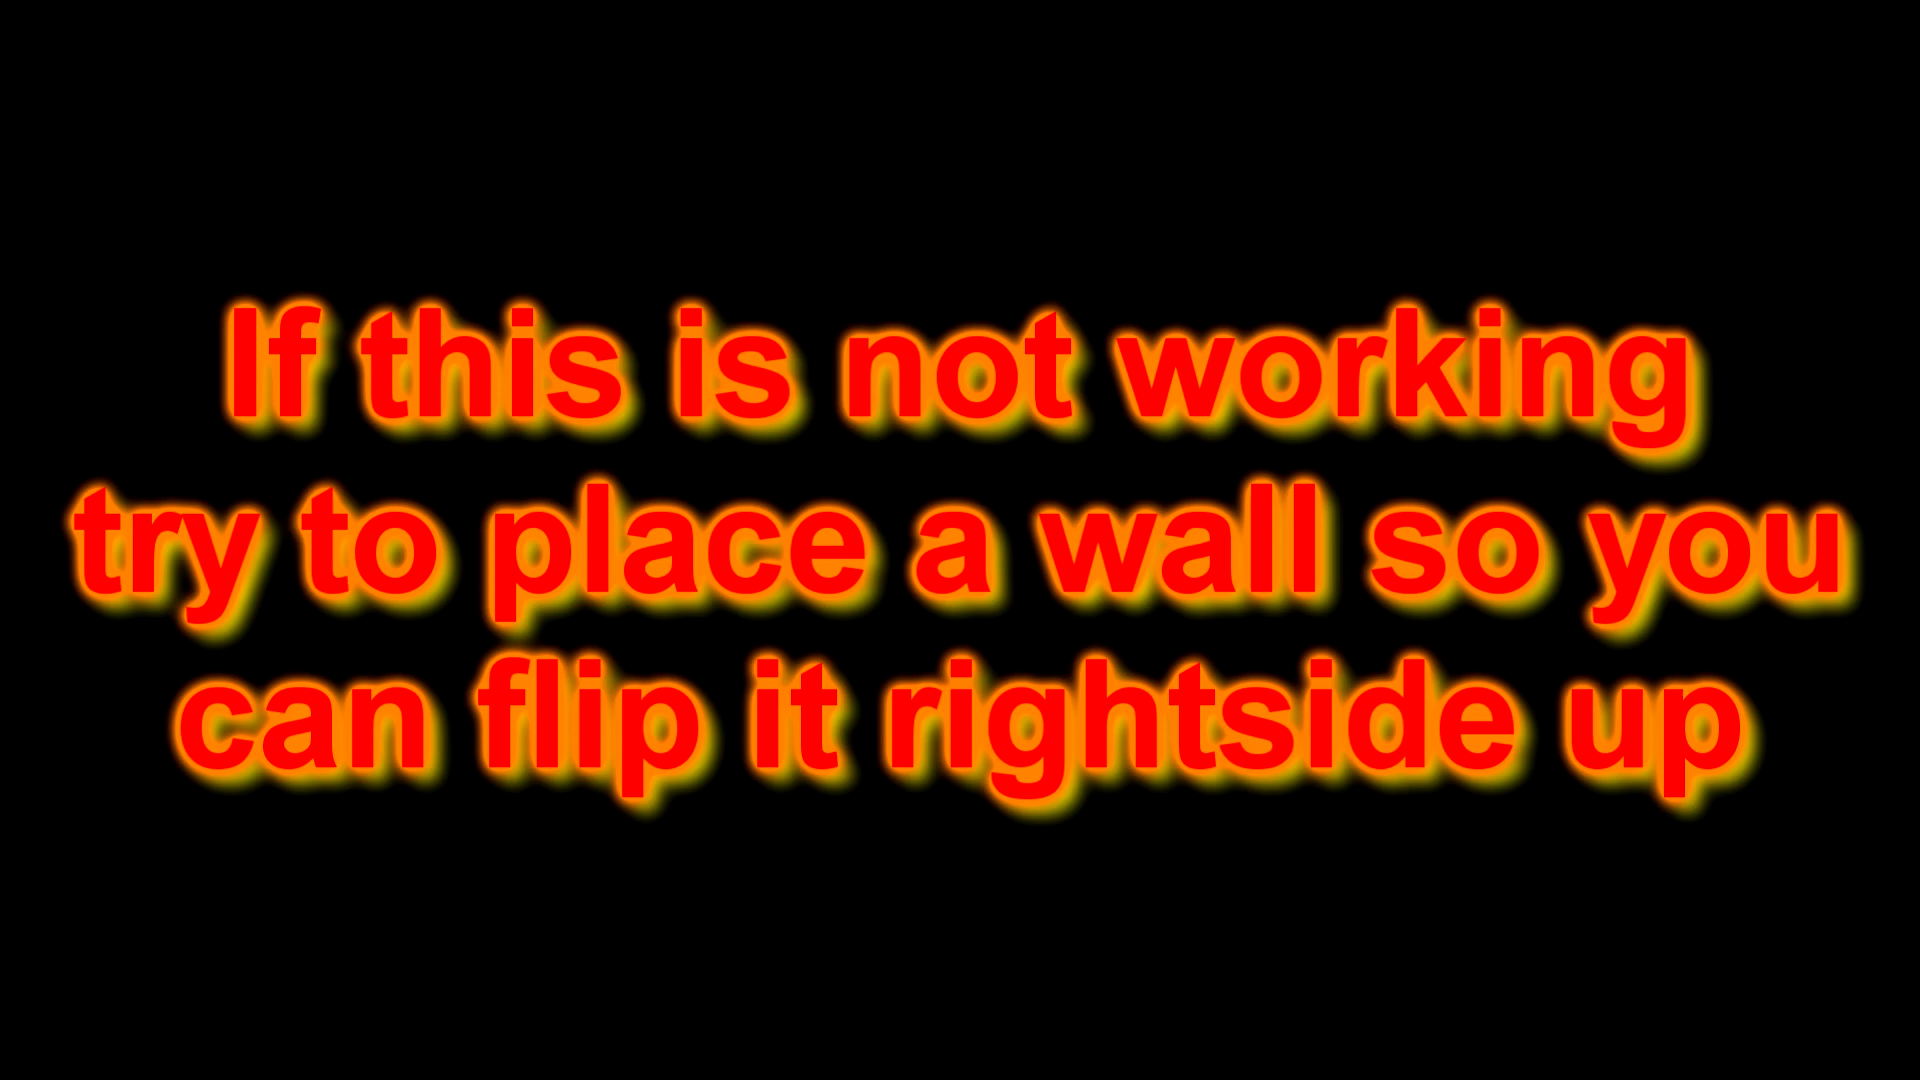 If this is not working
try to place a wall so you
can flip it rightside up